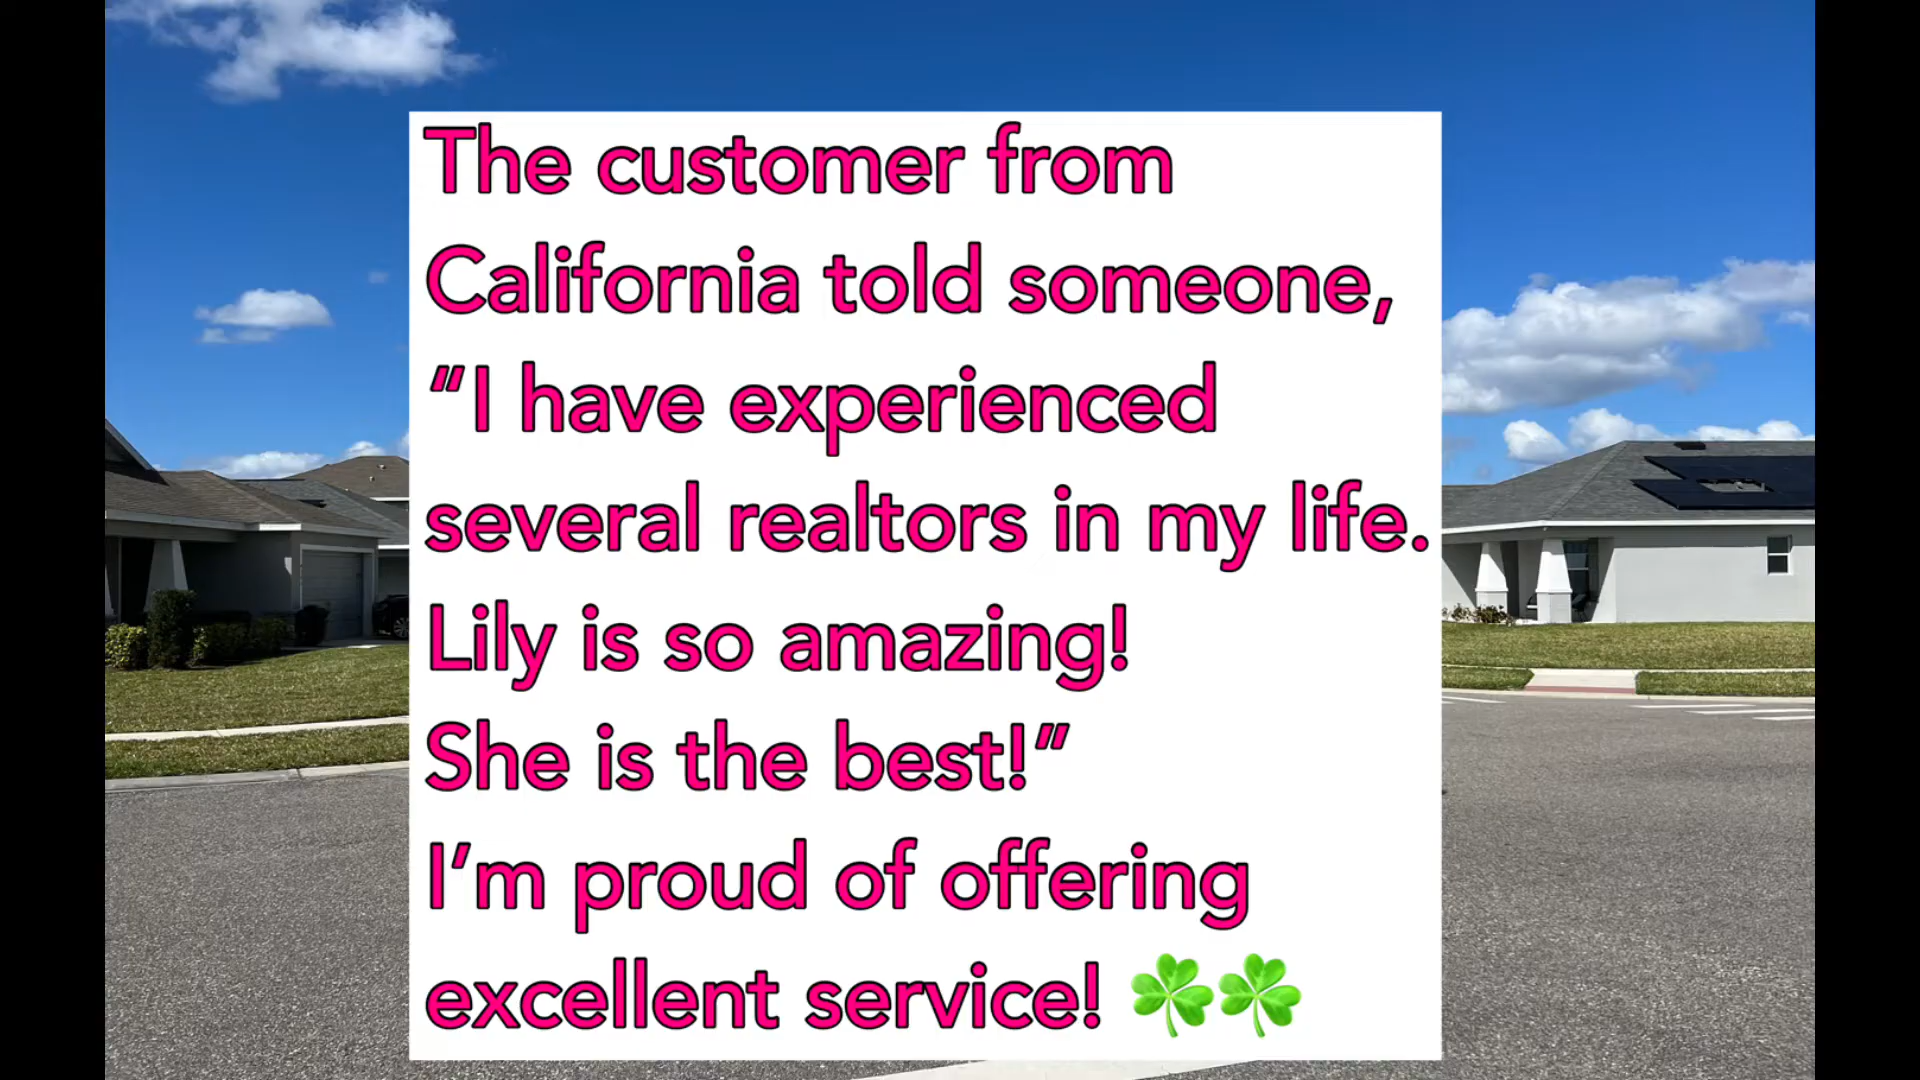 The customer from
California told someone,
“I have experienced
several realtors in my life.
Lily is so amazing!
She is the best!”
I’m proud of offering
excellent service! ☘️☘️